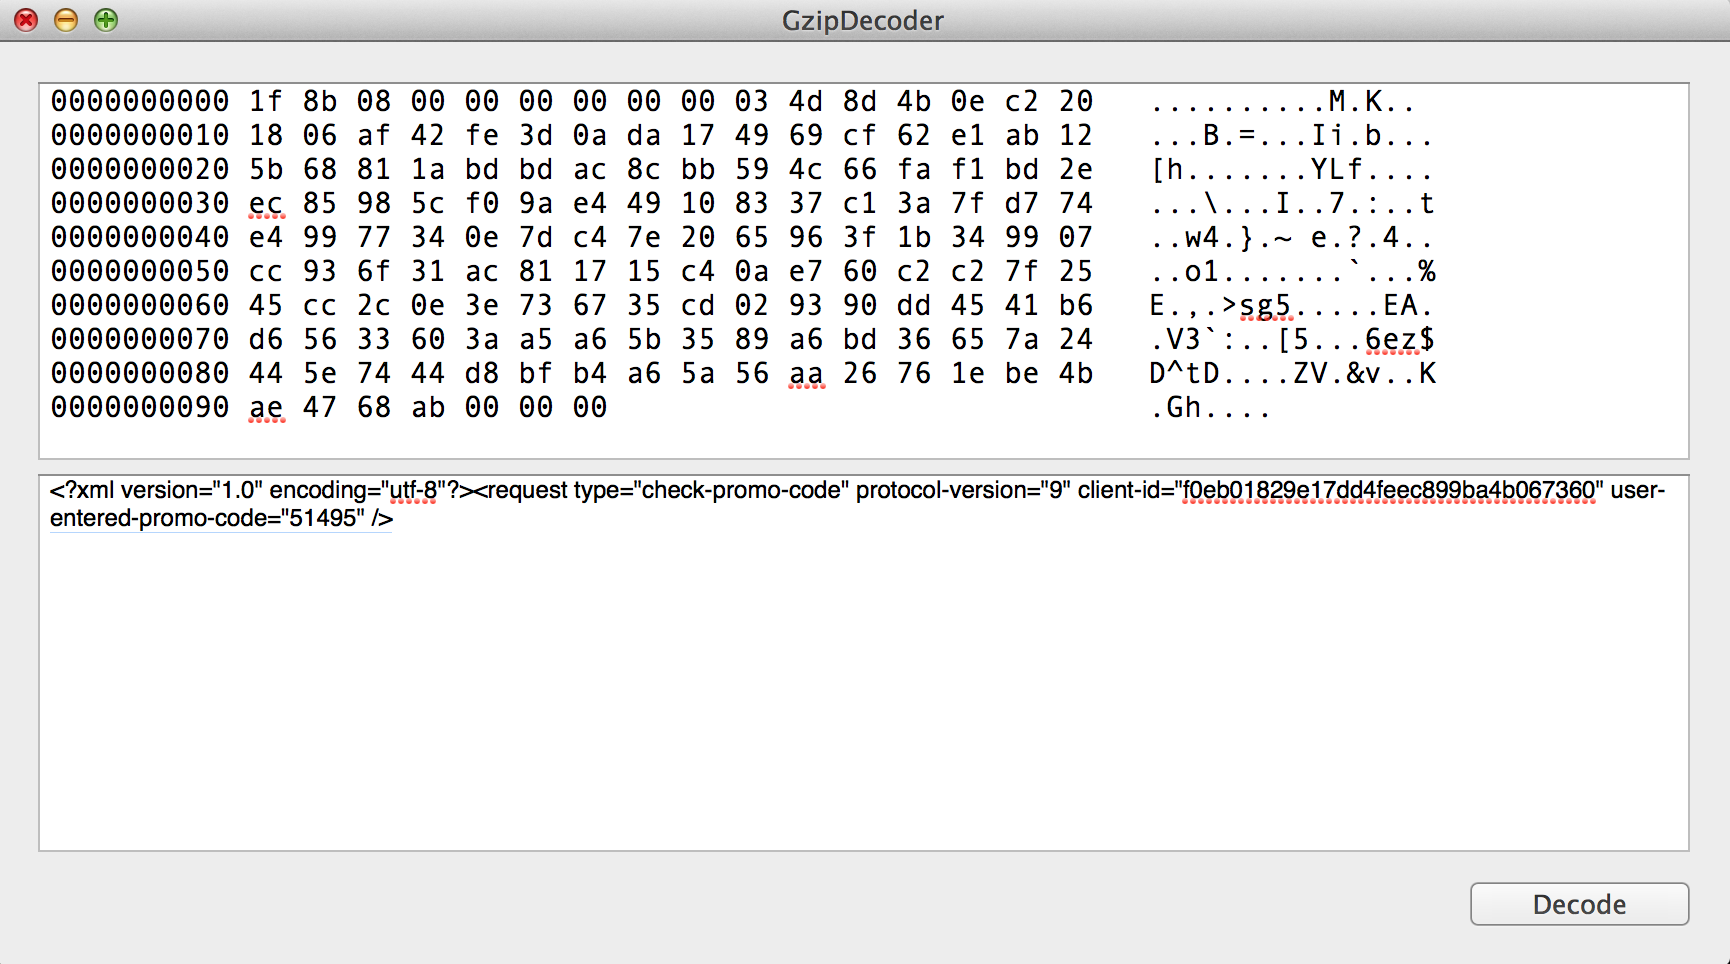 GzipDecoder
0000000000 1f 8b 08 00 00 00 00 00 00 03 4d 8d 4b 0e c2 20 ..........M.K..
0000000010 18 06 af 42 fe 3d 0a da 17 49 69 cf 62 e1 ab 12 ...B.=...Ii.b...
0000000020 5b 68 81 1a bd bd ac 8c bb 59 4c 66 fa f1 bd 2e [h.......YLf....
0000000030 ec 85 98 5c f0 9a e4 49 10 83 37 c1 3a 7f d7 74 ...\...I..7.:..t
0000000040 e4 99 77 34 0e 7d c4 7e 20 65 96 3f 1b 34 99 07 ..w4.}.~ e.?.4..
0000000050 cc 93 6f 31 ac 81 17 15 c4 0a e7 60 c2 c2 7f 25 ..o1.......`...%
0000000060 45 cc 2c 0e 3e 73 67 35 cd 02 93 90 dd 45 41 b6 E.,.>sg5.....EA.
0000000070 d6 56 33 60 3a a5 a6 5b 35 89 a6 bd 36 65 7a 24 .V3`:..[5...6ez$
0000000080 44 5e 74 44 d8 bf b4 a6 5a 56 aa 26 76 1e be 4b D^tD....ZV.&v..K
0000000090 ae 47 68 ab 00 00 00 .Gh....
<?xml version="1.0" encoding="utf-8"?><request type="check-promo-code" protocol-version="9" client-id="f0eb01829e17dd4feec899ba4b067360" user-
entered-promo-code="51495" />
Decode